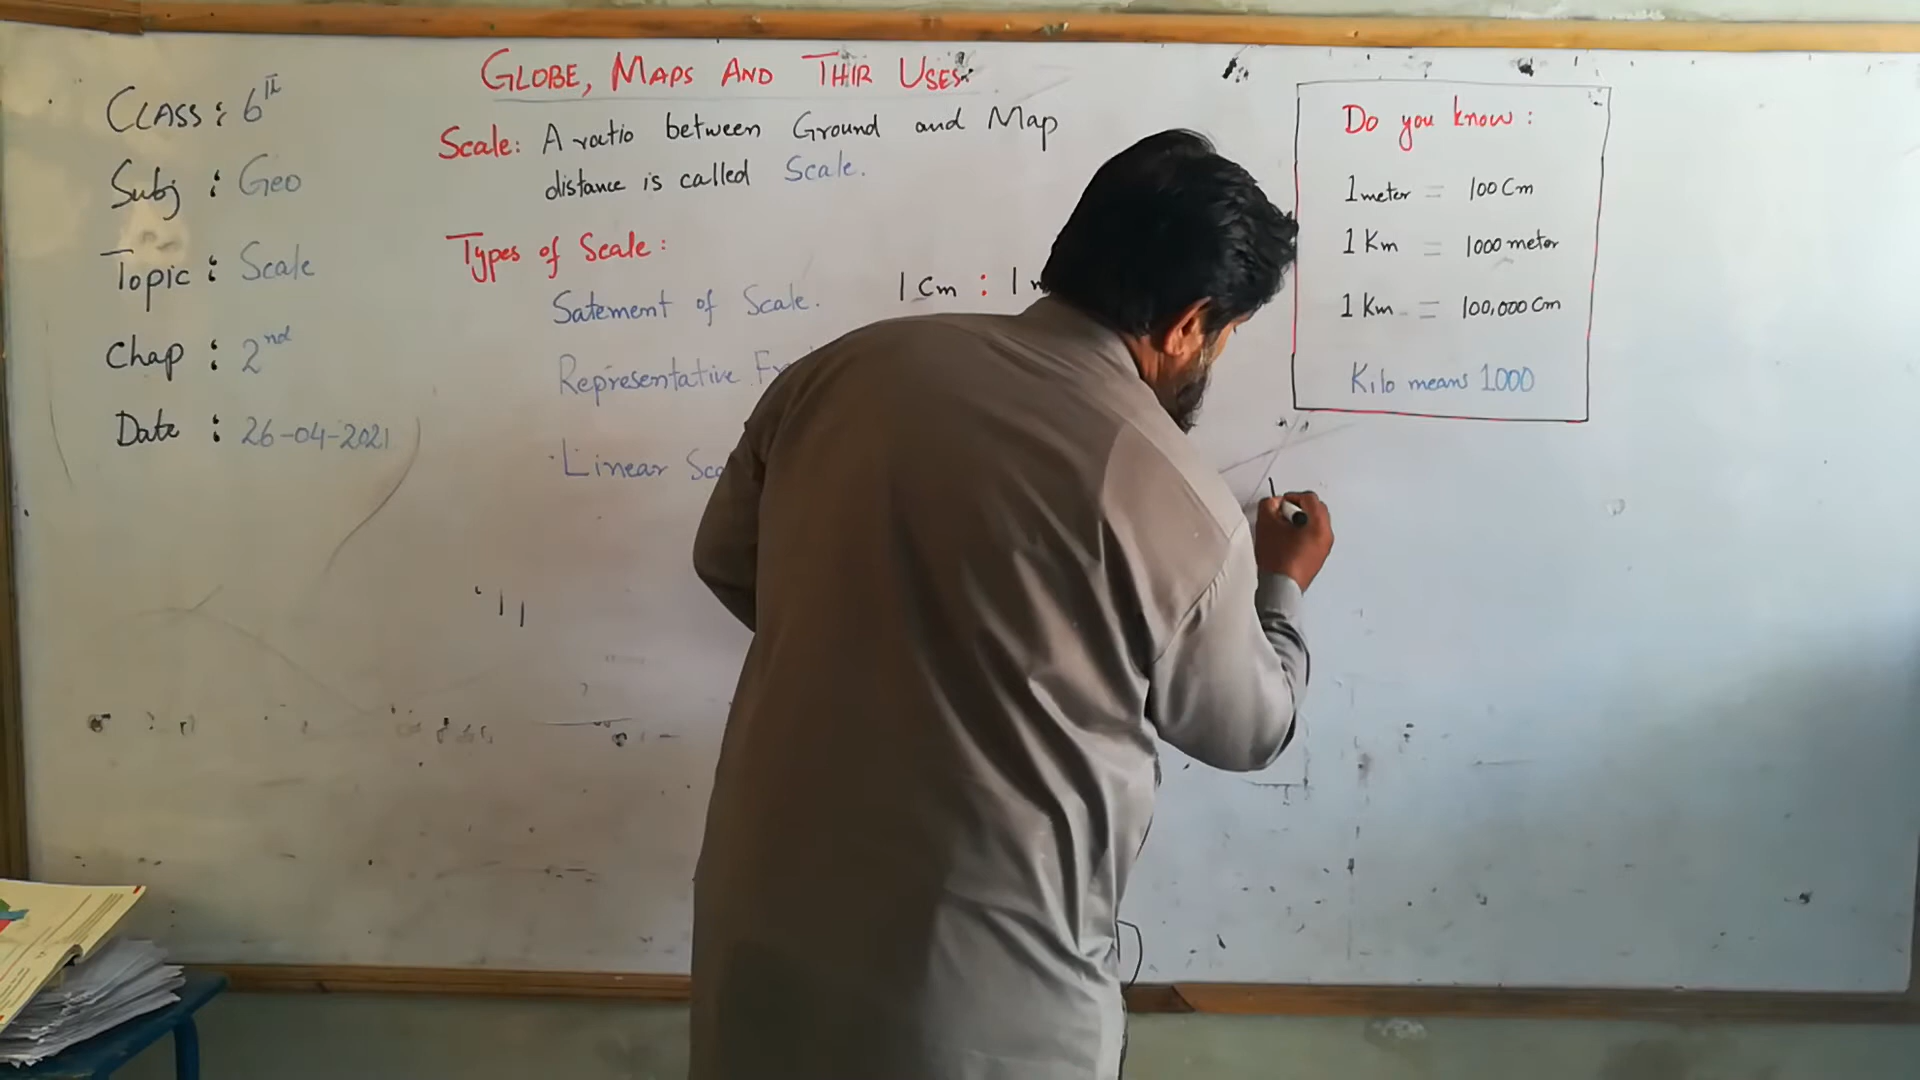 GLOBE, MAPS AND THIR USES:
CLASS : 6th
Subj : Geo
Topic : Scale
Chap : 2nd
Date : 26-04-2021
Scale: A ratio between Ground and Map
distance is called Scale.
Types of Scale:
Satement of Scale. 1 Cm : 1
Representative
Linear
Do you know:
1 meter = 100 Cm
1 Km = 1000 meter
1 Km = 100,000 Cm
Kilo means 1000